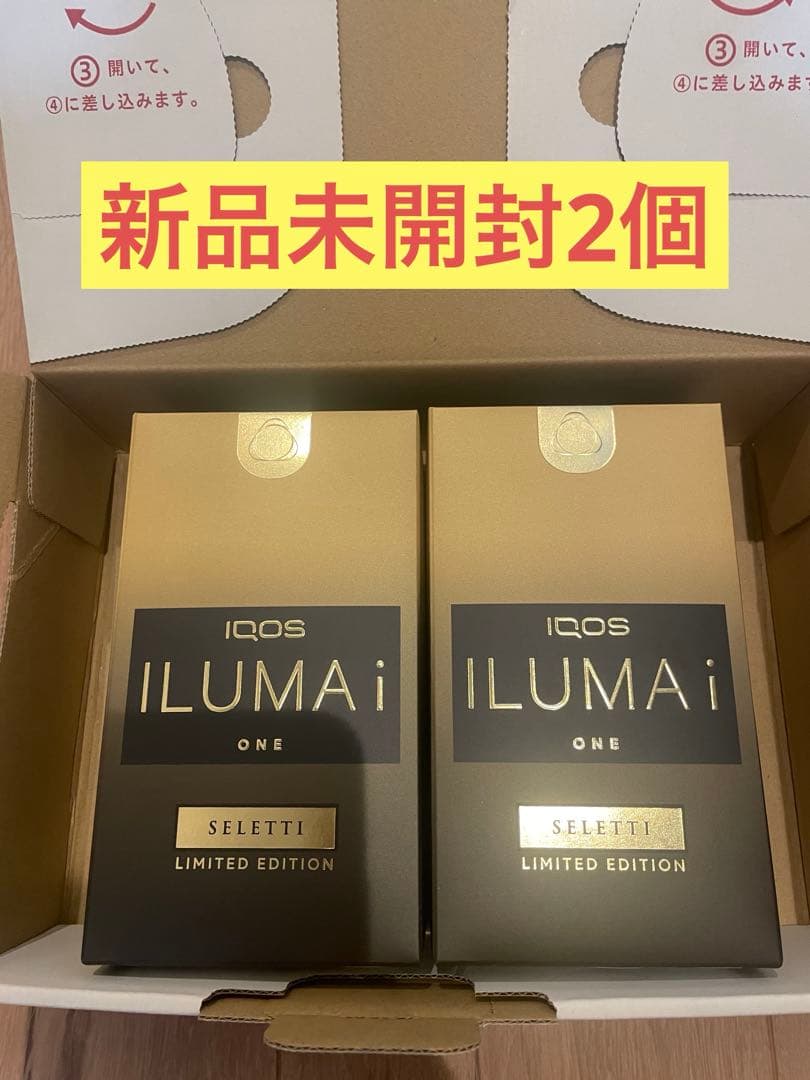 ③ 開いて、
④に差し込みます。
③ 開いて、
④に差し込みます
新品未開封2個
IQOS
ILUMA i
ONE
SELETTI
LIMITED EDITION
IQOS
ILUMA i
ONE
SELETTI
LIMITED EDITION